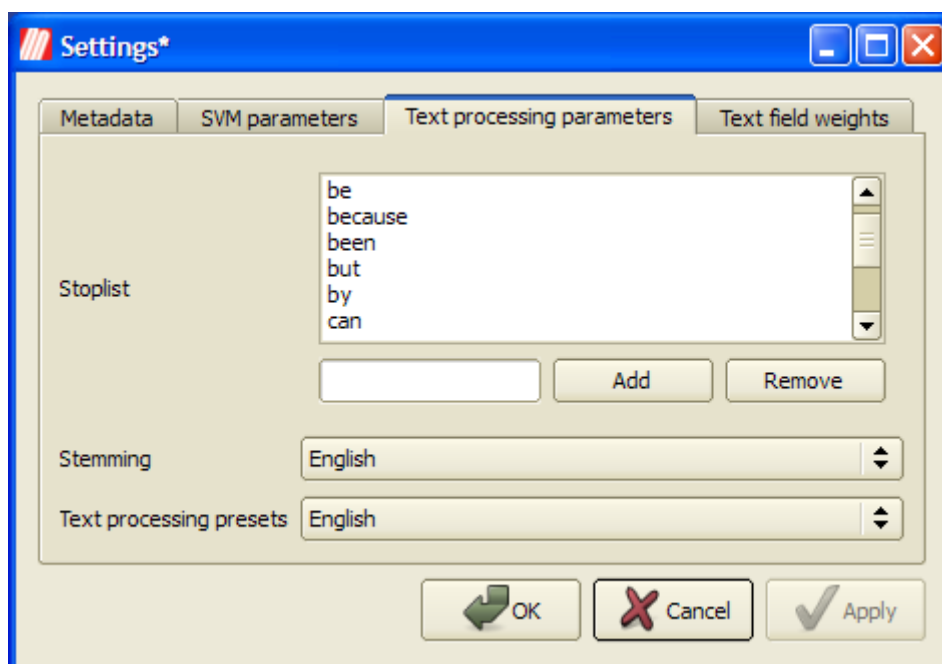 Settings*
Metadata
SVM parameters
Text processing parameters
Text field weights
Stoplist
be
because
been
but
by
can
Add
Remove
Stemming
English
Text processing presets
English
OK
Cancel
Apply